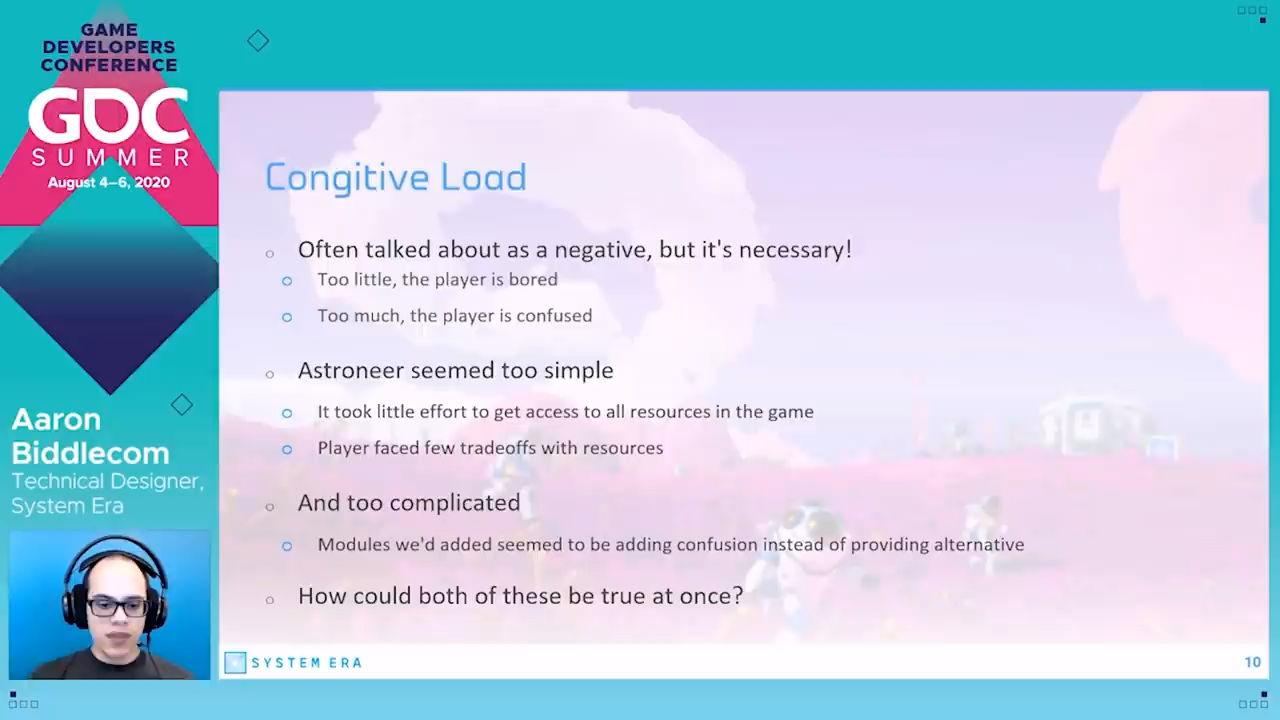 GAME
DEVELOPERS
CONFERENCE
GDC
SUMMER
August 4–6, 2020
Aaron
Biddlecom
Technical Designer,
System Era
Congitive Load
Often talked about as a negative, but it's necessary!
Too little, the player is bored
Too much, the player is confused
Astroneer seemed too simple
It took little effort to get access to all resources in the game
Player faced few tradeoffs with resources
And too complicated
Modules we'd added seemed to be adding confusion instead of providing alternative
How could both of these be true at once?
SYSTEM ERA
10